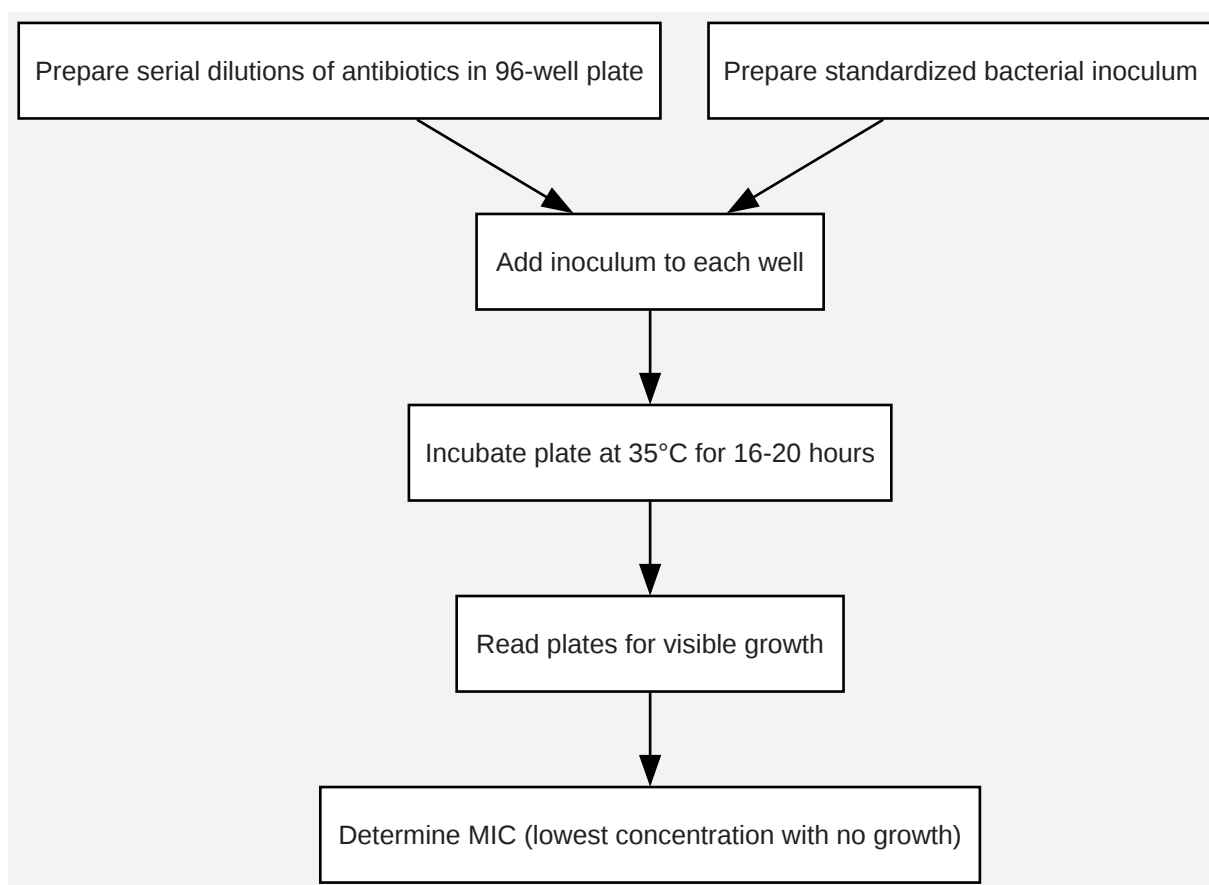 Prepare serial dilutions of antibiotics in 96-well plate
Prepare standardized bacterial inoculum
Add inoculum to each well
Incubate plate at 35°C for 16-20 hours
Read plates for visible growth
Determine MIC (lowest concentration with no growth)